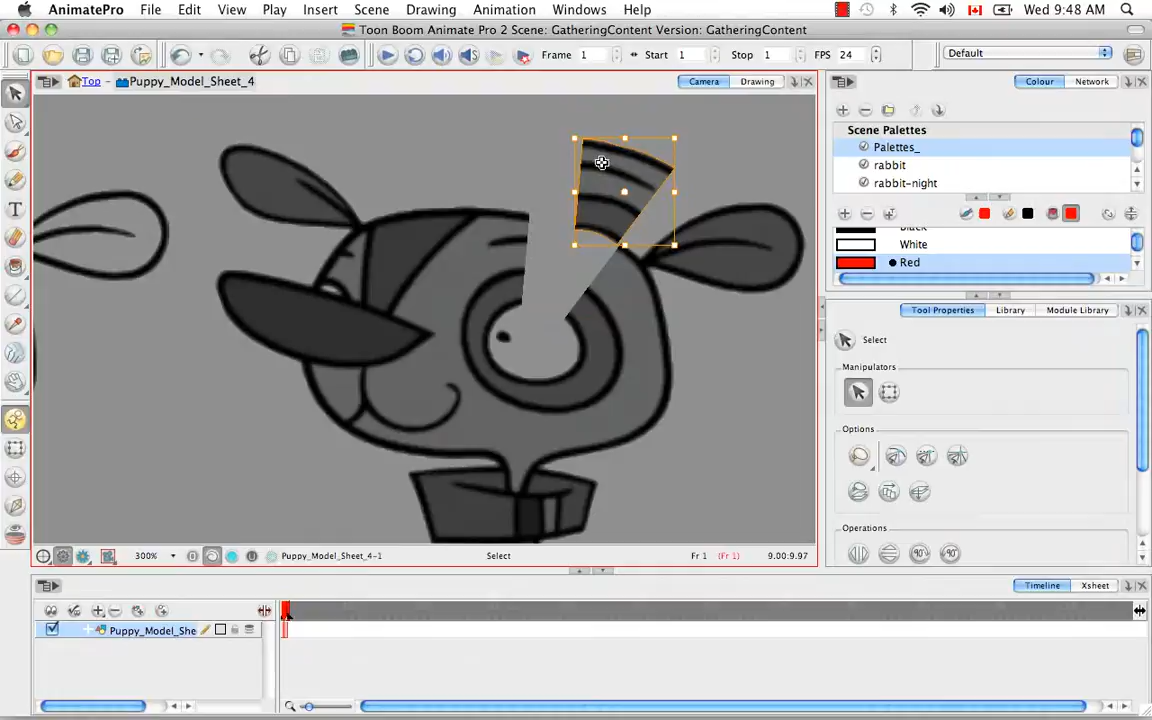 AnimatePro File Edit View Play Insert Scene Drawing Animation Windows Help Wed 9:48 AM
Toon Boom Animate Pro 2 Scene: GatheringContent Version: GatheringContent
Frame 1 Start 1 Stop 1 FPS 24 Default
Top - Puppy_Model_Sheet_4 Camera Drawing Colour Network
Scene Palettes
Palettes_
rabbit
rabbit-night
T
Black
White
Red
Tool Properties Library Module Library
Select
Manipulators
Options
Operations
300% Puppy_Model_Sheet_4-1 Select Fr 1 (Fr 1) 9.00:9.97
Timeline Xsheet
Puppy_Model_She